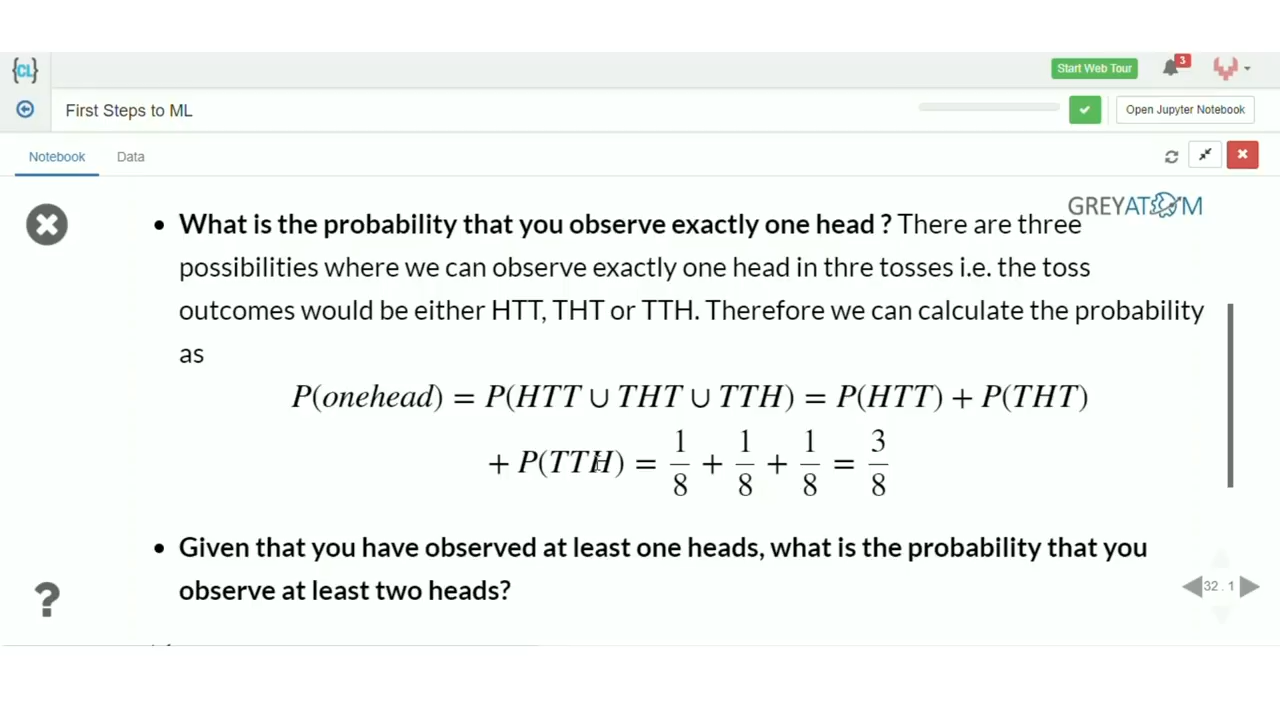 {CL}
Start Web Tour
3
First Steps to ML
Open Jupyter Notebook
Notebook
Data
GREYATOM
• What is the probability that you observe exactly one head ? There are three
possibilities where we can observe exactly one head in thre tosses i.e. the toss
outcomes would be either HTT, THT or TTH. Therefore we can calculate the probability
as
P(onehead) = P(HTT ∪ THT ∪ TTH) = P(HTT) + P(THT)
+ P(TTH) = 1/8 + 1/8 + 1/8 = 3/8
• Given that you have observed at least one heads, what is the probability that you
observe at least two heads?
?
32 . 1